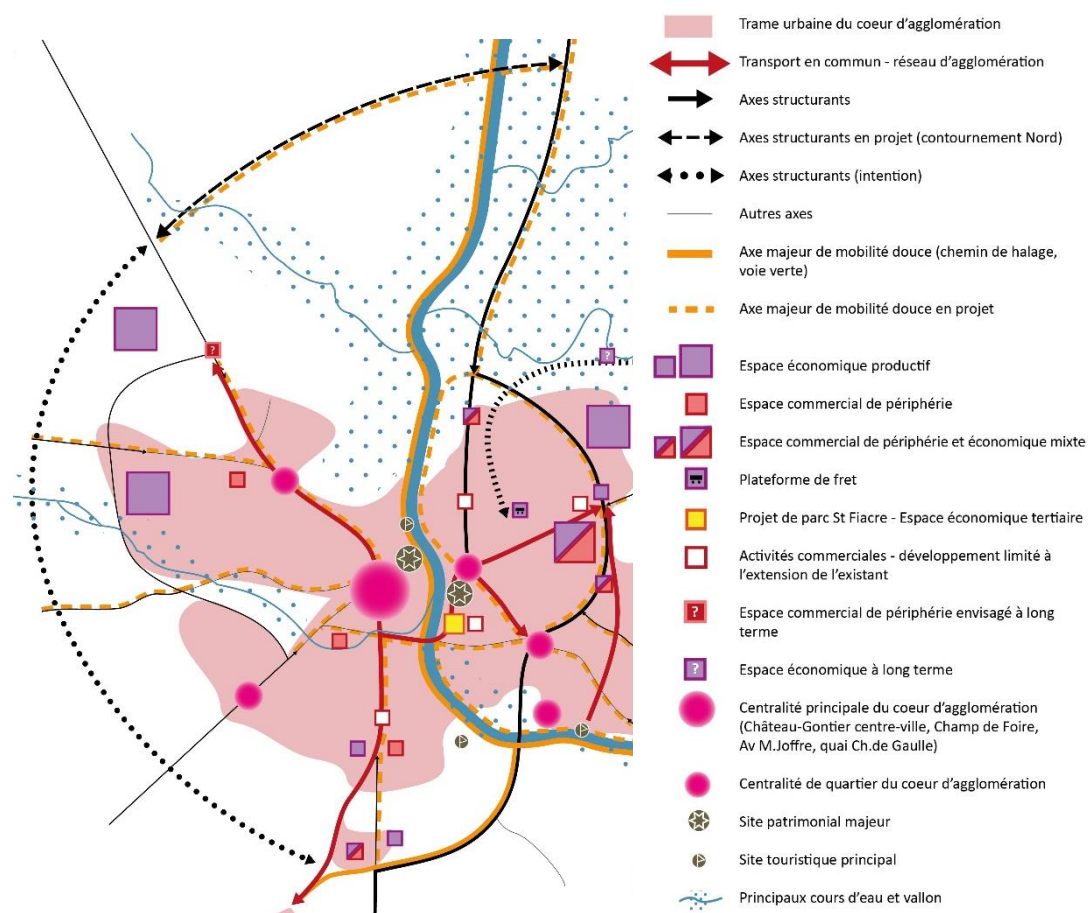 Trame urbaine du coeur d'agglomération
Transport en commun - réseau d'agglomération
Axes structurants
Axes structurants en projet (contournement Nord)
Axes structurants (intention)
Autres axes
Axe majeur de mobilité douce (chemin de halage,
voie verte)
Axe majeur de mobilité douce en projet
?
?
Espace économique productif
Espace commercial de périphérie
Espace commercial de périphérie et économique mixte
Plateforme de fret
Projet de parc St Fiacre - Espace économique tertiaire
Activités commerciales - développement limité à
l'extension de l'existant
?
Espace commercial de périphérie envisagé à long
terme
?
Espace économique à long terme
Centralité principale du coeur d'agglomération
(Château-Gontier centre-ville, Champ de Foire,
Av M.Joffre, quai Ch.de Gaulle)
Centralité de quartier du coeur d'agglomération
Site patrimonial majeur
Site touristique principal
Principaux cours d'eau et vallon